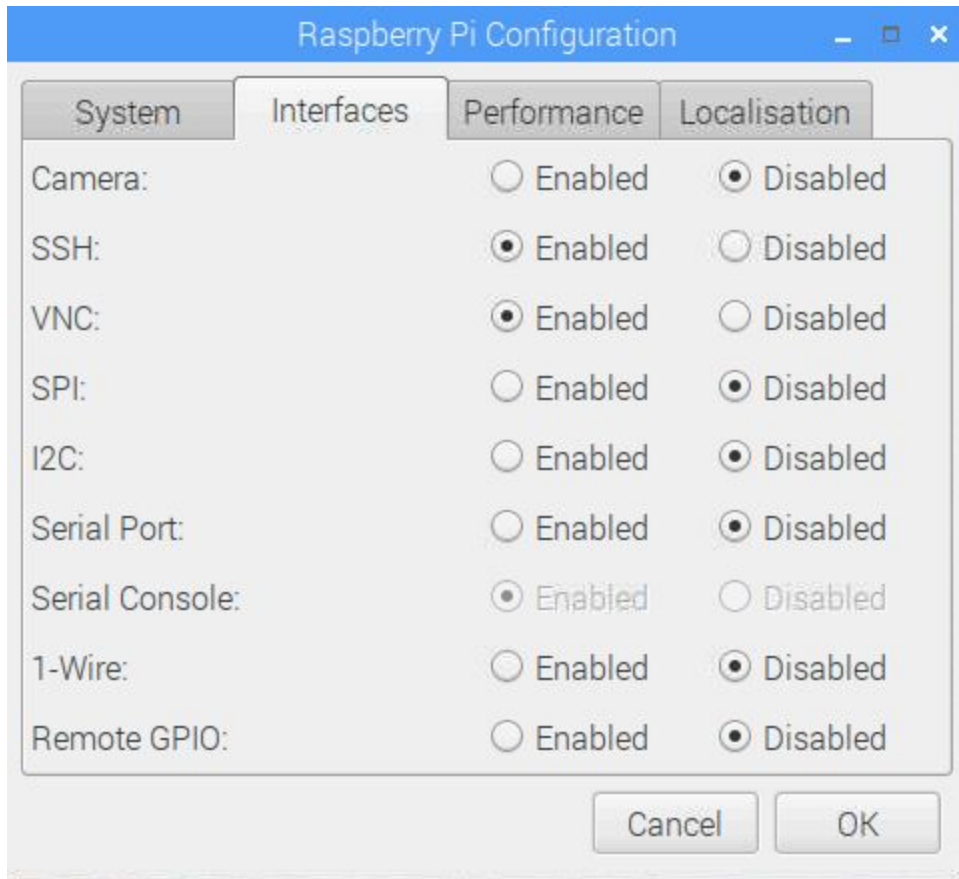 Raspberry Pi Configuration
System Interfaces Performance Localisation
Camera: Enabled Disabled
SSH: Enabled Disabled
VNC: Enabled Disabled
SPI: Enabled Disabled
I2C: Enabled Disabled
Serial Port: Enabled Disabled
Serial Console: Enabled Disabled
1-Wire: Enabled Disabled
Remote GPIO: Enabled Disabled
Cancel OK